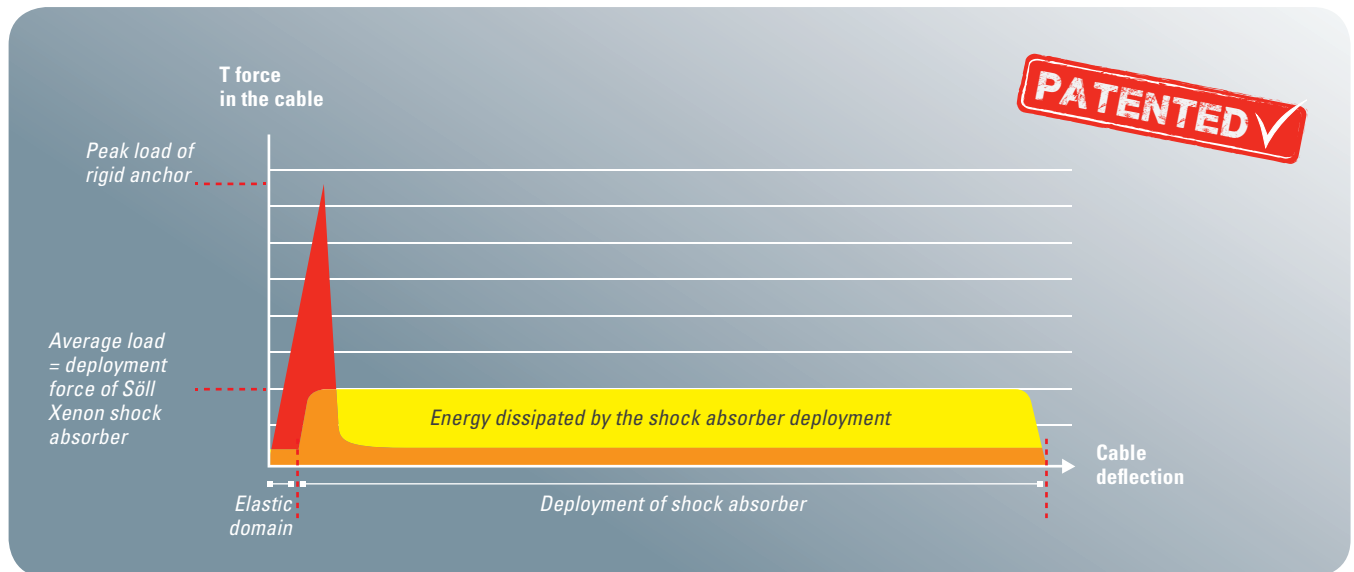 T force
in the cable
PATENTED
Peak load of
rigid anchor
Average load
= deployment
force of Söll
Xenon shock
absorber
Energy dissipated by the shock absorber deployment
Cable
deflection
Elastic
domain
Deployment of shock absorber